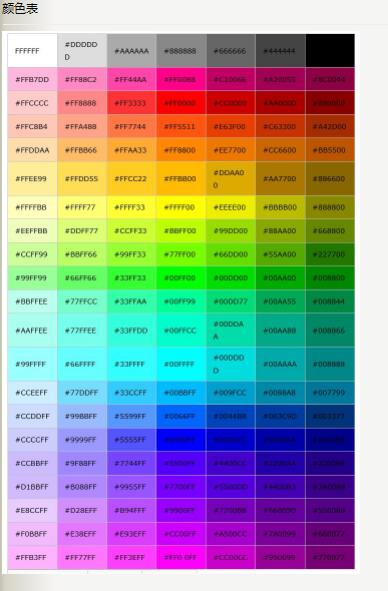 颜色表
FFFFFF #DDDDDD #AAAAAA #888888 #666666 #444444
#FFB7DD #FF88C2 #FF44AA #FF0088 #C10066 #A20055 #8C0044
#FFCCCC #FF8888 #FF3333 #FF0000 #CC0000 #AA0000 #880000
#FFC8B4 #FFA488 #FF7744 #FF5511 #E63F00 #C63300 #A42D00
#FFDDAA #FFBB66 #FFAA33 #FF8800 #EE7700 #CC6600 #BB5500
#FFEE99 #FFDD55 #FFCC22 #FFBB00 #DDAA00 #AA7700 #886600
#FFFFBB #FFFF77 #FFFF33 #FFFF00 #EEEE00 #BBBB00 #888800
#EEFFBB #DDFF77 #CCFF33 #BBFF00 #99DD00 #88AA00 #668800
#CCFF99 #BBFF66 #99FF33 #77FF00 #66DD00 #55AA00 #227700
#99FF99 #66FF66 #33FF33 #00FF00 #00DD00 #00AA00 #008800
#BBFFEE #77FFCC #33FFAA #00FF99 #00DD77 #00AA55 #008844
#AAFFEE #77FFEE #33FFDD #00FFCC #00DDAA #00AA88 #008866
#99FFFF #66FFFF #33FFFF #00FFFF #00DDDD #00AAAA #008888
#CCEEFF #77DDFF #33CCFF #00BBFF #009FCC #0088A8 #007799
#CCDDFF #99BBFF #5599FF #0066FF #0044BB #003C9D #003377
#CCCCFF #9999FF #5555FF
#CCBBFF #9F88FF #7744FF #5500FF #4400CC #2200AA #220088
#D1BBFF #B088FF #9955FF #7700FF #5500DD #4400B3 #3A0088
#E8CCFF #D28EFF #B94FFF #9900FF #7700BB #66009D #550088
#F0BBFF #E38EFF #E93EFF #CC00FF #A500CC #7A0099 #660077
#FFB3FF #FF77FF #FF3EFF #FF0 0FF #CC00CC #990099 #770077